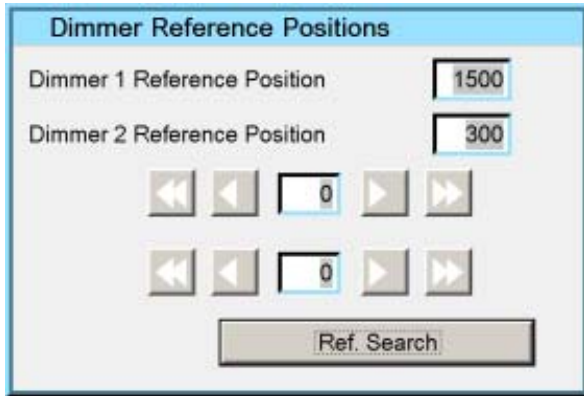 Dimmer Reference Positions
Dimmer 1 Reference Position 1500
Dimmer 2 Reference Position 300
0
0
Ref. Search